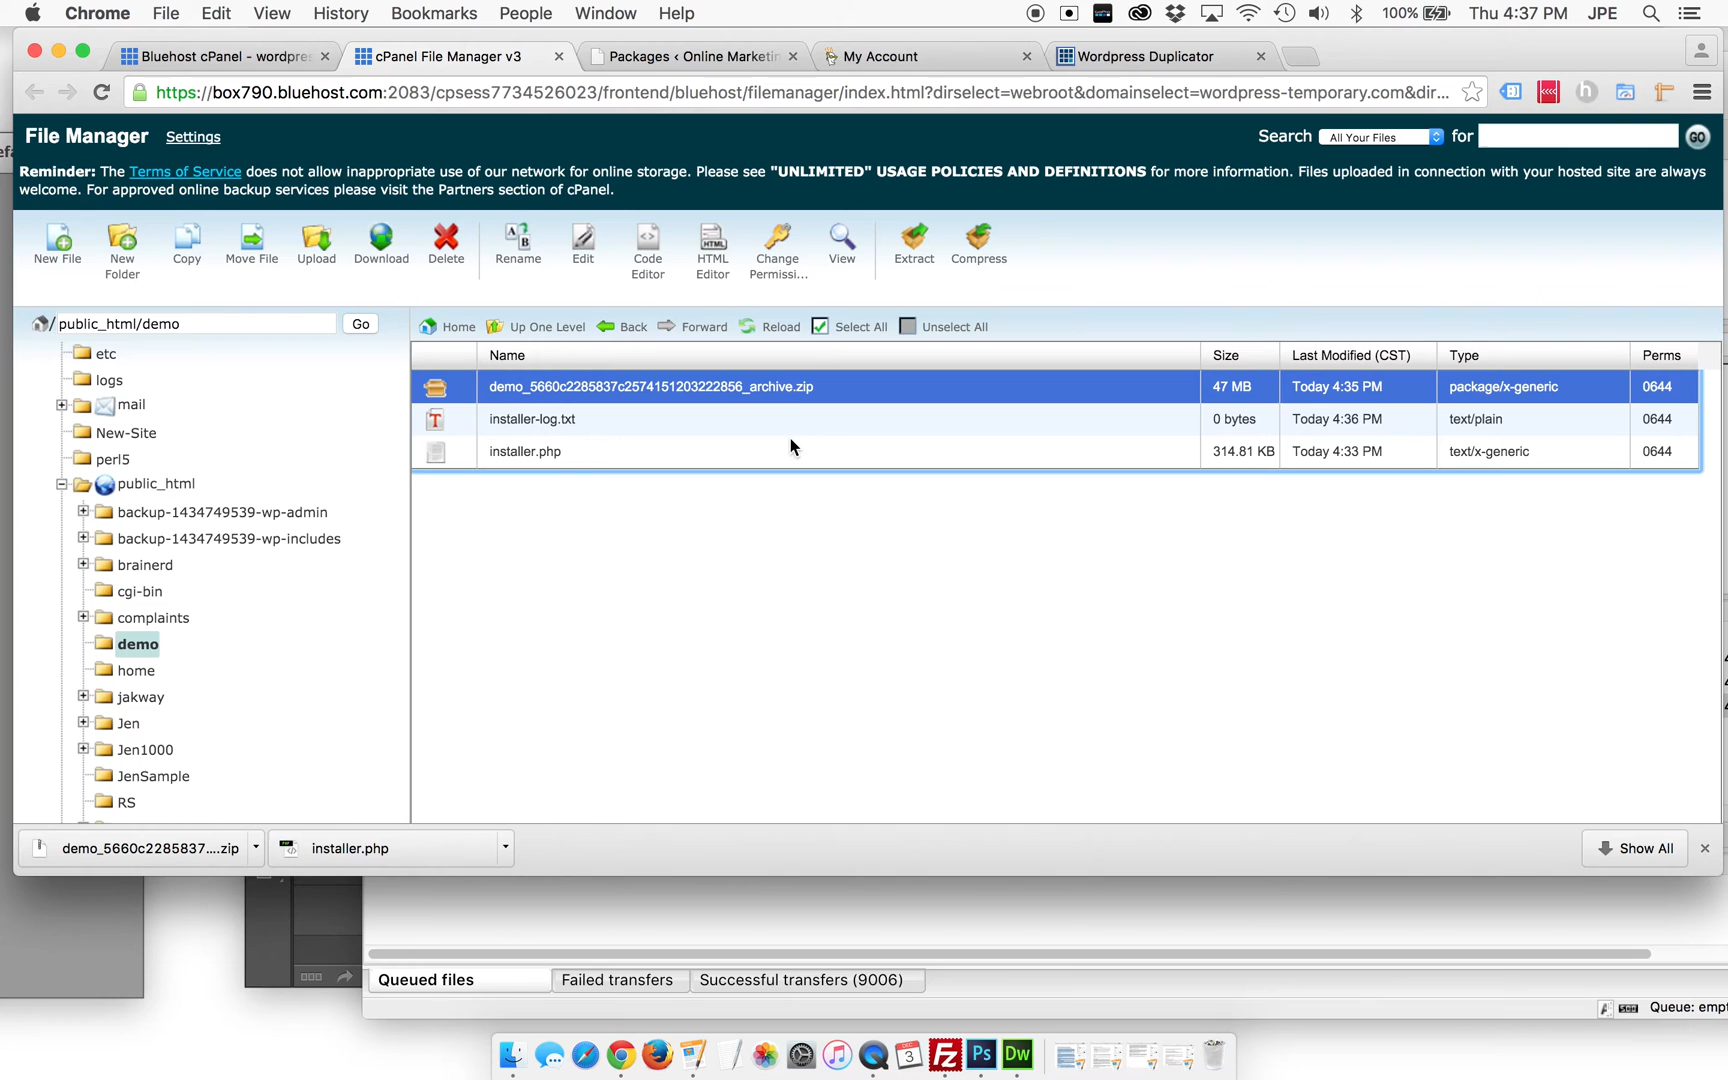 Chrome File Edit View History Bookmarks People Window Help 100% Thu 4:37 PM JPE
Bluehost cPanel - wordpres cPanel File Manager v3 Packages ‹ Online Marketin My Account Wordpress Duplicator
https://box790.bluehost.com:2083/cpsess7734526023/frontend/bluehost/filemanager/index.html?dirselect=webroot&domainselect=wordpress-temporary.com&dir...
File Manager Settings Search All Your Files for GO
Reminder: The Terms of Service does not allow inappropriate use of our network for online storage. Please see "UNLIMITED" USAGE POLICIES AND DEFINITIONS for more information. Files uploaded in connection with your hosted site are always
welcome. For approved online backup services please visit the Partners section of cPanel.
New File New Folder Copy Move File Upload Download Delete Rename Edit Code Editor HTML Editor Change Permissi... View Extract Compress
/ public_html/demo Go
Home Up One Level Back Forward Reload Select All Unselect All
Name Size Last Modified (CST) Type Perms
demo_5660c2285837c2574151203222856_archive.zip 47 MB Today 4:35 PM package/x-generic 0644
installer-log.txt 0 bytes Today 4:36 PM text/plain 0644
installer.php 314.81 KB Today 4:33 PM text/x-generic 0644
etc
logs
mail
New-Site
perl5
public_html
backup-1434749539-wp-admin
backup-1434749539-wp-includes
brainerd
cgi-bin
complaints
demo
home
jakway
Jen
Jen1000
JenSample
RS
demo_5660c2285837....zip installer.php Show All
Queued files Failed transfers Successful transfers (9006)
Queue: empt
DEC
3
Fz Ps Dw